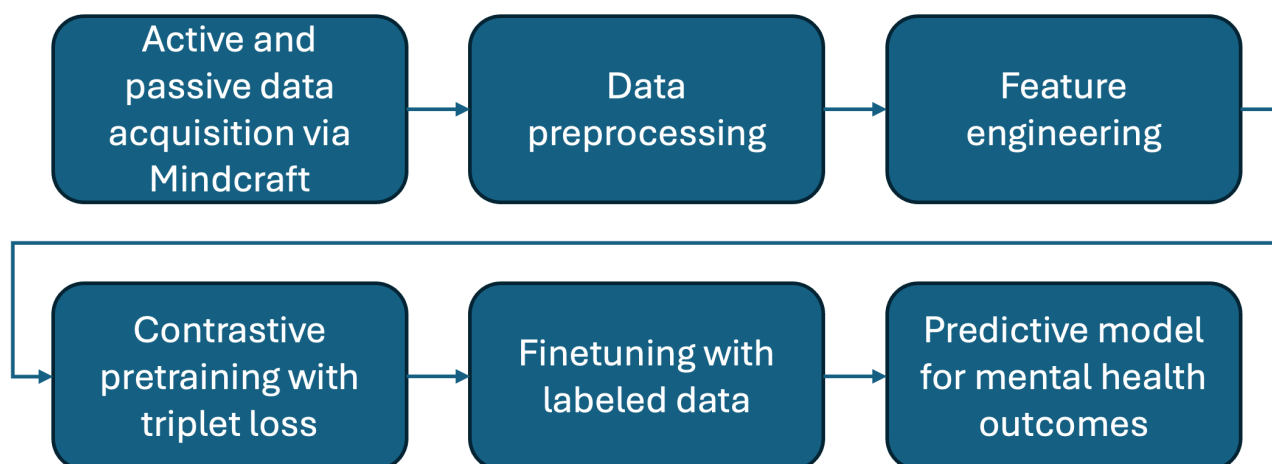 Active and
passive data
acquisition via
Mindcraft
Data
preprocessing
Feature
engineering
Contrastive
pretraining with
triplet loss
Finetuning with
labeled data
Predictive model
for mental health
outcomes